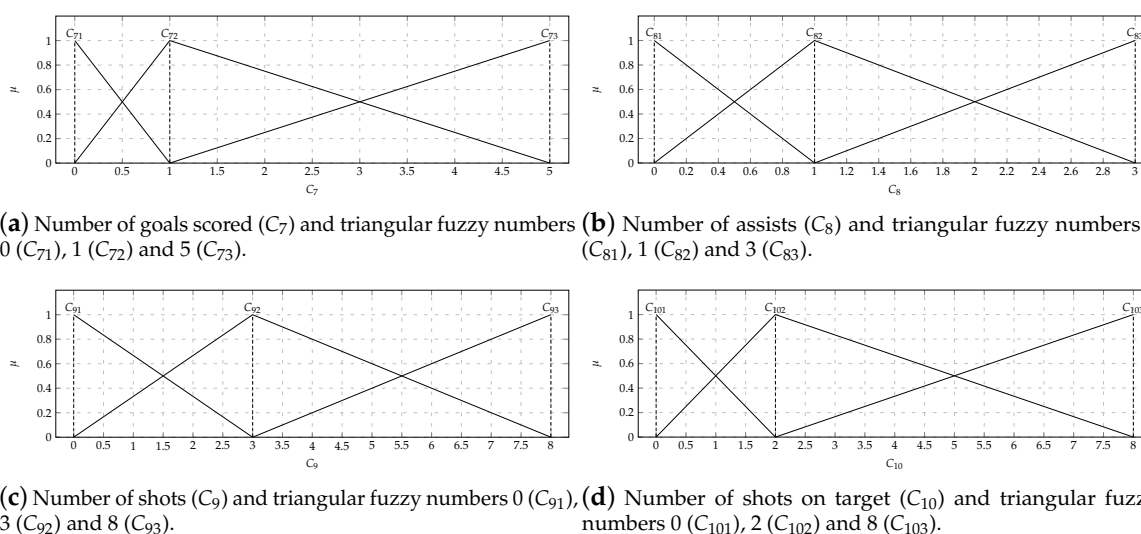 C71 C72 C73
1
0.8
0.6
0.4
0.2
0
μ
0 0.5 1 1.5 2 2.5 3 3.5 4 4.5 5
C7
(a) Number of goals scored (C7) and triangular fuzzy numbers
0 (C71), 1 (C72) and 5 (C73).
C81 C82 C83
1
0.8
0.6
0.4
0.2
0
μ
0 0.2 0.4 0.6 0.8 1 1.2 1.4 1.6 1.8 2 2.2 2.4 2.6 2.8 3
C8
(b) Number of assists (C8) and triangular fuzzy numbers
(C81), 1 (C82) and 3 (C83).
C91 C92 C93
1
0.8
0.6
0.4
0.2
0
μ
0 0.5 1 1.5 2 2.5 3 4 4.5 5 5.5 6 6.5 7 7.5 8
C9
(c) Number of shots (C9) and triangular fuzzy numbers 0 (C91),
3 (C92) and 8 (C93).
C101 C102 C103
1
0.8
0.6
0.4
0.2
0
μ
0 0.5 1 1.5 2 2.5 3 3.5 4 4.5 5 5.5 6 6.5 7 7.5 8
C10
(d) Number of shots on target (C10) and triangular fuzz
numbers 0 (C101), 2 (C102) and 8 (C103).